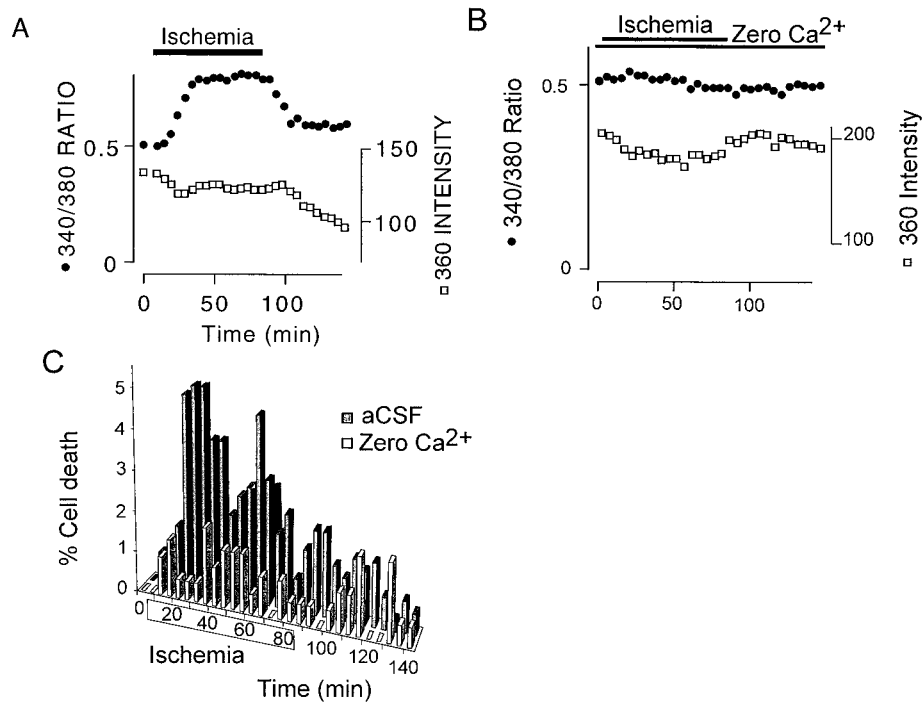 A
Ischemia
● 340/380 RATIO
0.5
0
150
100
□ 360 INTENSITY
0 50 100
Time (min)
B
Ischemia
Zero Ca2+
● 340/380 Ratio
0.5
0
200
100
□ 360 Intensity
0 50 100
C
% Cell death
5
4
3
2
1
0
aCSF
Zero Ca2+
0 20 40 60 80 100 120 140
Ischemia
Time (min)